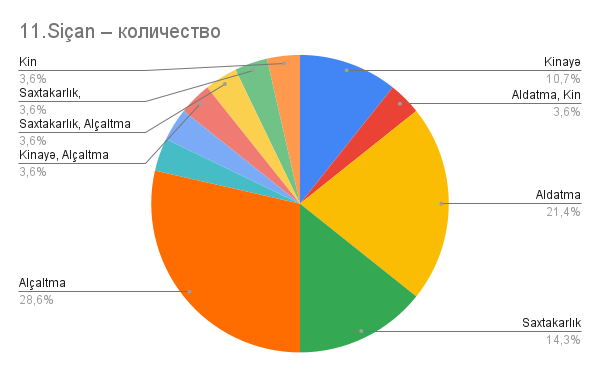 11.Siçan – количество
Kin
3,6%
Saxtakarlık,
3,6%
Saxtakarlık, Alçaltma
3,6%
Kinayə, Alçaltma
3,6%
Alçaltma
28,6%
Kinayə
10,7%
Aldatma, Kin
3,6%
Aldatma
21,4%
Saxtakarlık
14,3%